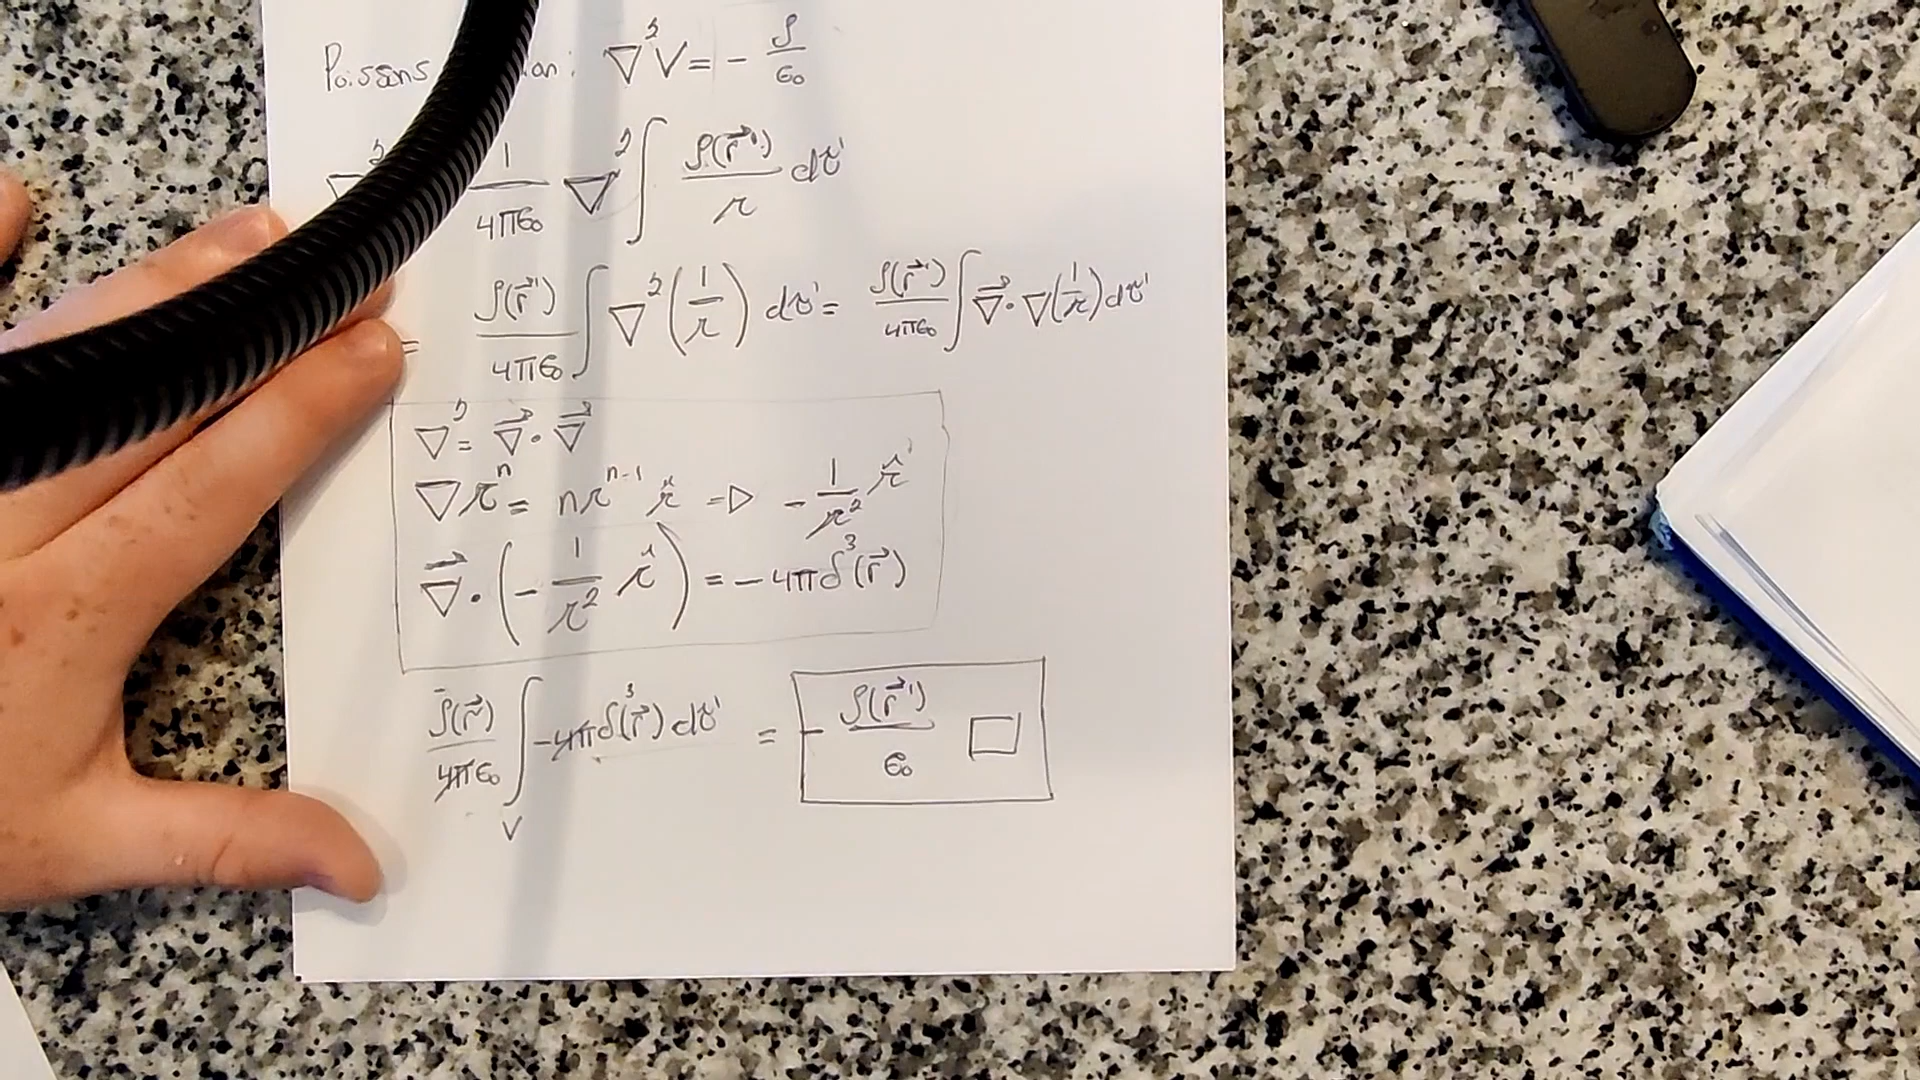 Poissons : ∇²V = - ρ/ε₀
∇² 1/4πε₀ ∇² ∫ ρ(r⃗')/r dτ'
= ρ(r⃗')/4πε₀ ∫ ∇² (1/r) dτ' = ρ(r⃗')/4πε₀ ∫ ∇⃗ · ∇(1/r) dτ'
∇² = ∇⃗ · ∇⃗
∇rⁿ = nrⁿ⁻¹ r̂ => - 1/r² r̂'
∇⃗ · (- 1/r² r̂) = -4πδ³(r⃗)
ρ(r⃗')/4πε₀ ∫_V -4πδ³(r⃗) dτ' = - ρ(r⃗')/ε₀ □